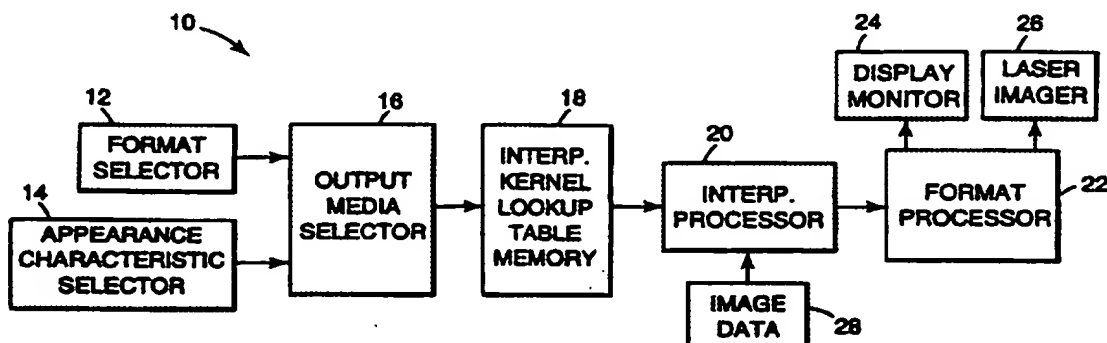 10
12
FORMAT
SELECTOR
14
APPEARANCE
CHARACTERISTIC
SELECTOR
16
OUTPUT
MEDIA
SELECTOR
18
INTERP.
KERNEL
LOOKUP
TABLE
MEMORY
20
INTERP.
PROCESSOR
IMAGE
DATA
28
24
DISPLAY
MONITOR
26
LASER
IMAGER
FORMAT
PROCESSOR
22